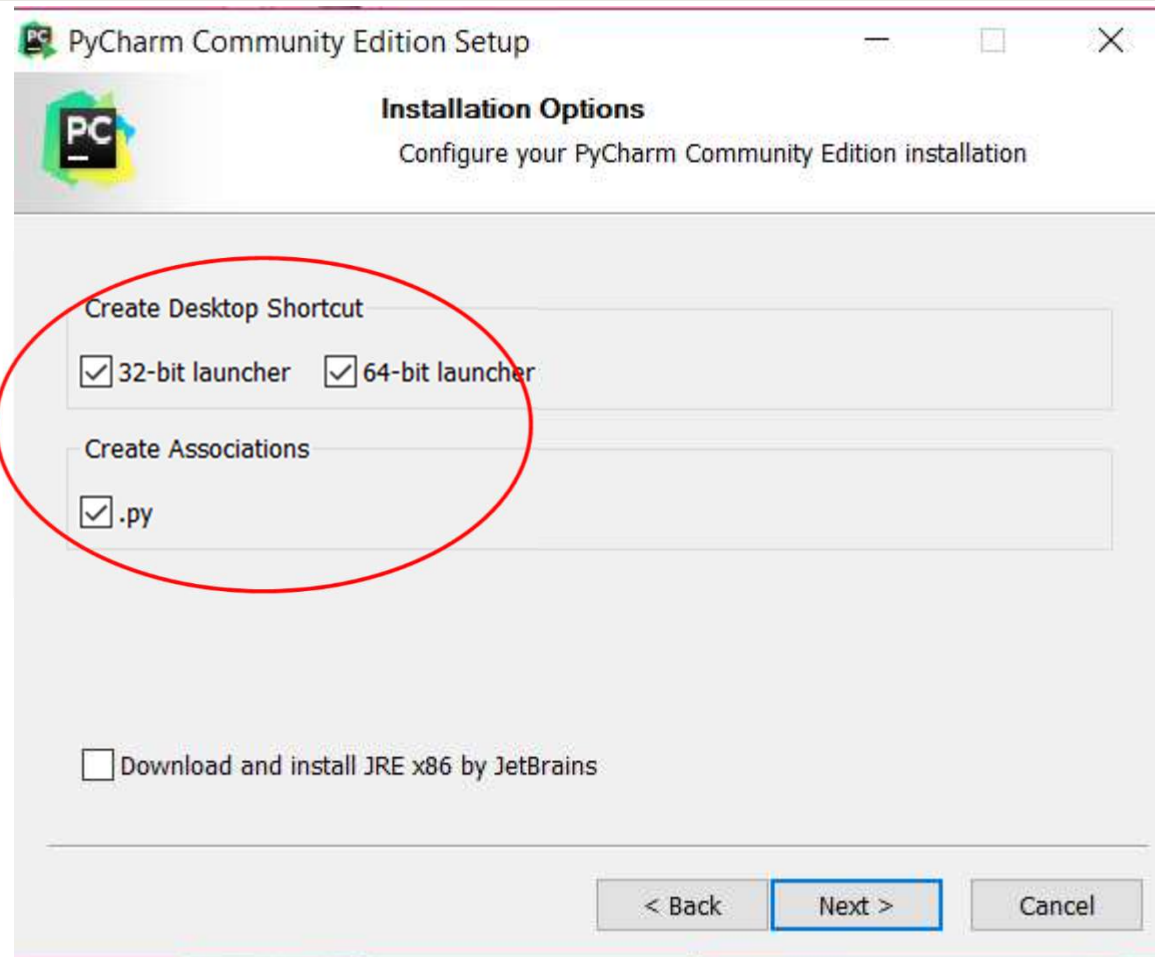 PyCharm Community Edition Setup
PC
Installation Options
Configure your PyCharm Community Edition installation
Create Desktop Shortcut
32-bit launcher 64-bit launcher
Create Associations
.py
Download and install JRE x86 by JetBrains
< Back Next > Cancel